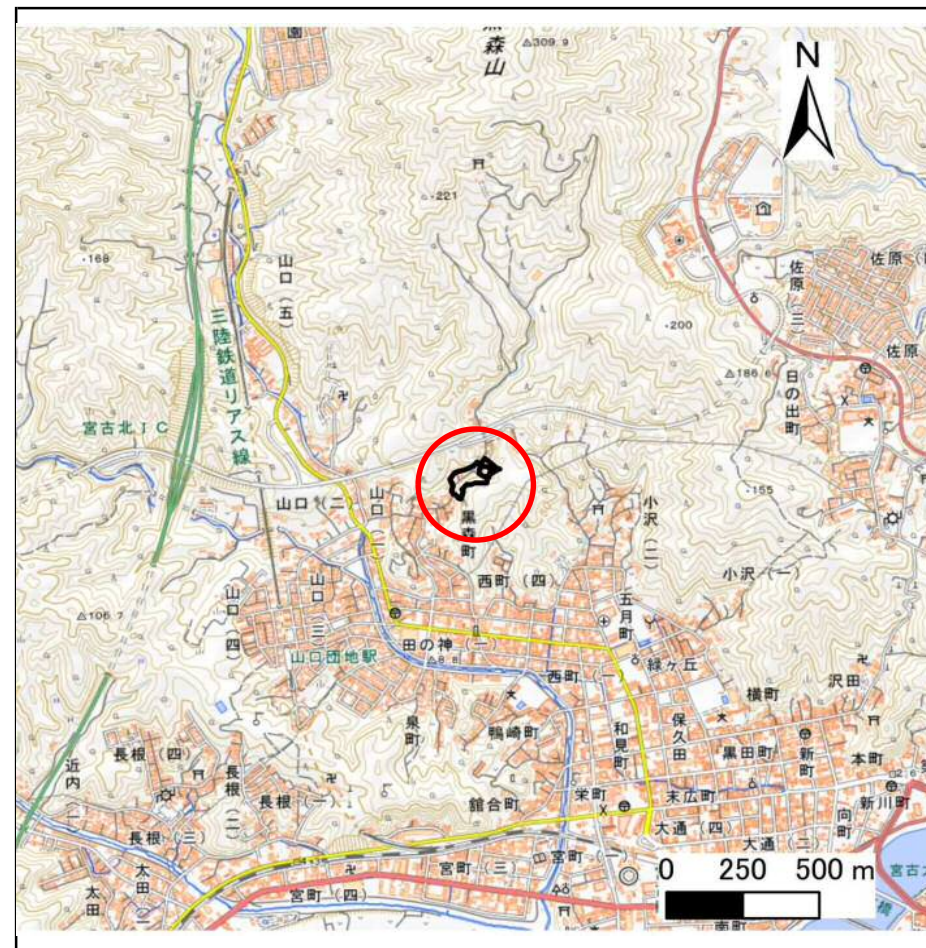 黒森山
△309.9
N
・221
・168
山口(五)
佐原(三)
佐原
・200
△186.6
日の出町
三陸鉄道リアス線
宮古北IC
山口(二)
山口(一)
黒森町
小沢(二)
・155
小沢(一)
西町(四)
五月町
△106.7
山口(四)
山口(三)
田の神(一)
山口団地駅
△8.8
西町(一)
緑ヶ丘
沢田
横町
泉町
鴨崎町
和見町
保久田
黒田町
新町
本町
近内
長根(四)
長根(二)
長根(一)
舘合町
栄町
末広町
新川町
向町
長根(三)
大通(四)
大通(二)
太田
太田(二)
宮町(三)
宮町(一)
宮町(四)
0 250 500 m